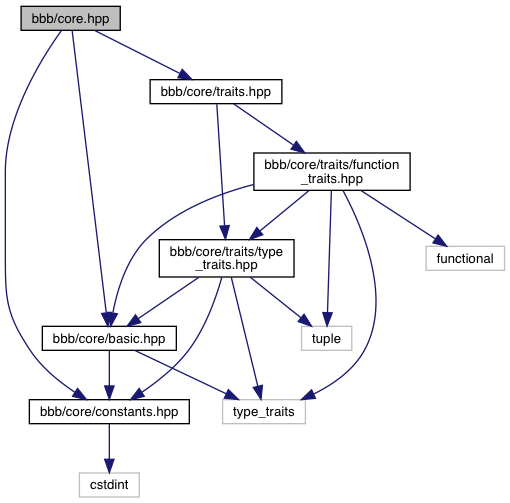 bbb/core.hpp
bbb/core/traits.hpp
bbb/core/traits/function
_traits.hpp
bbb/core/traits/type
_traits.hpp
functional
bbb/core/basic.hpp
tuple
bbb/core/constants.hpp
type_traits
cstdint